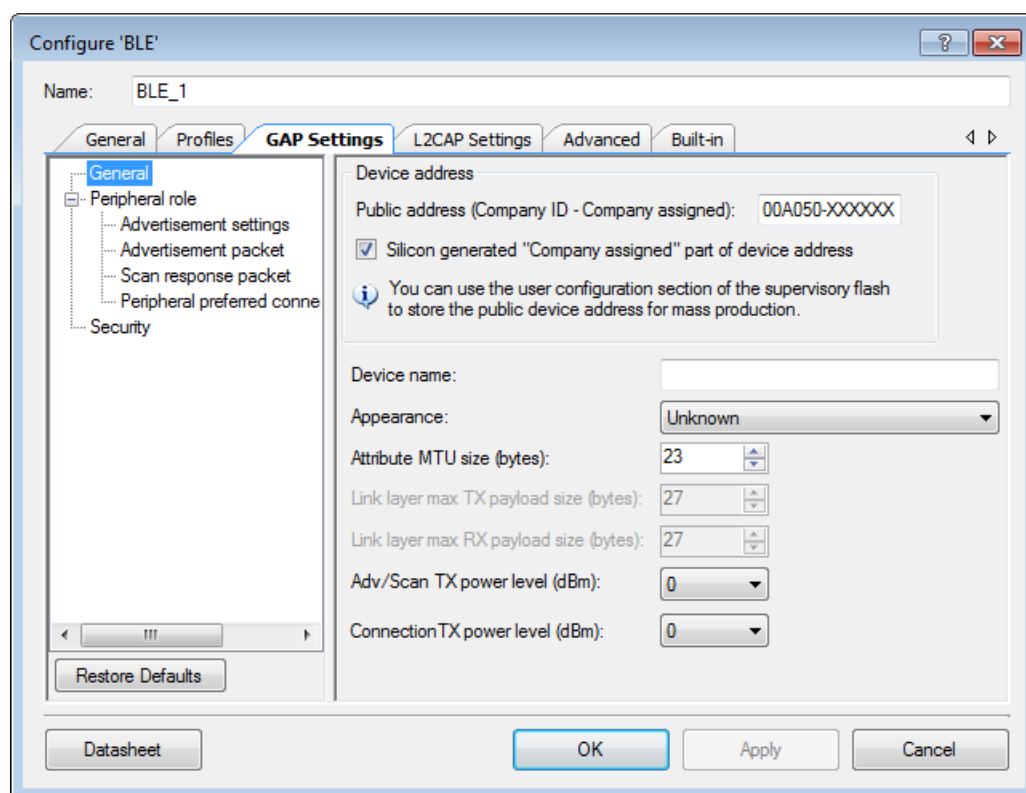 Configure 'BLE'
Name: BLE_1
General Profiles GAP Settings L2CAP Settings Advanced Built-in
General
Peripheral role
Advertisement settings
Advertisement packet
Scan response packet
Peripheral preferred conne
Security
Restore Defaults
Device address
Public address (Company ID - Company assigned): 00A050-XXXXXX
Silicon generated "Company assigned" part of device address
You can use the user configuration section of the supervisory flash
to store the public device address for mass production.
Device name:
Appearance: Unknown
Attribute MTU size (bytes): 23
Link layer max TX payload size (bytes): 27
Link layer max RX payload size (bytes): 27
Adv/Scan TX power level (dBm): 0
Connection TX power level (dBm): 0
Datasheet OK Apply Cancel